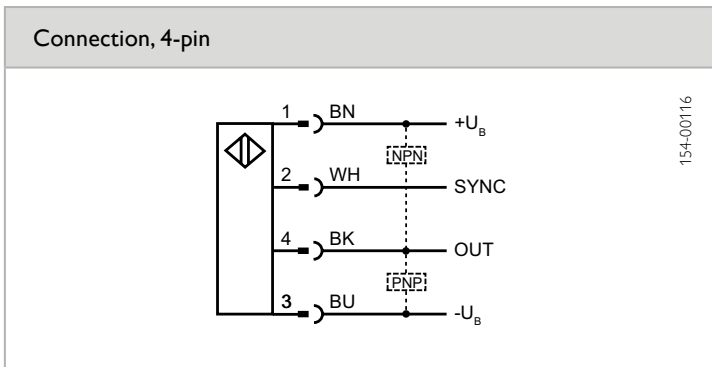 Connection, 4-pin
1 BN +U_B
NPN
2 WH SYNC
4 BK OUT
PNP
3 BU -U_B
154-00116